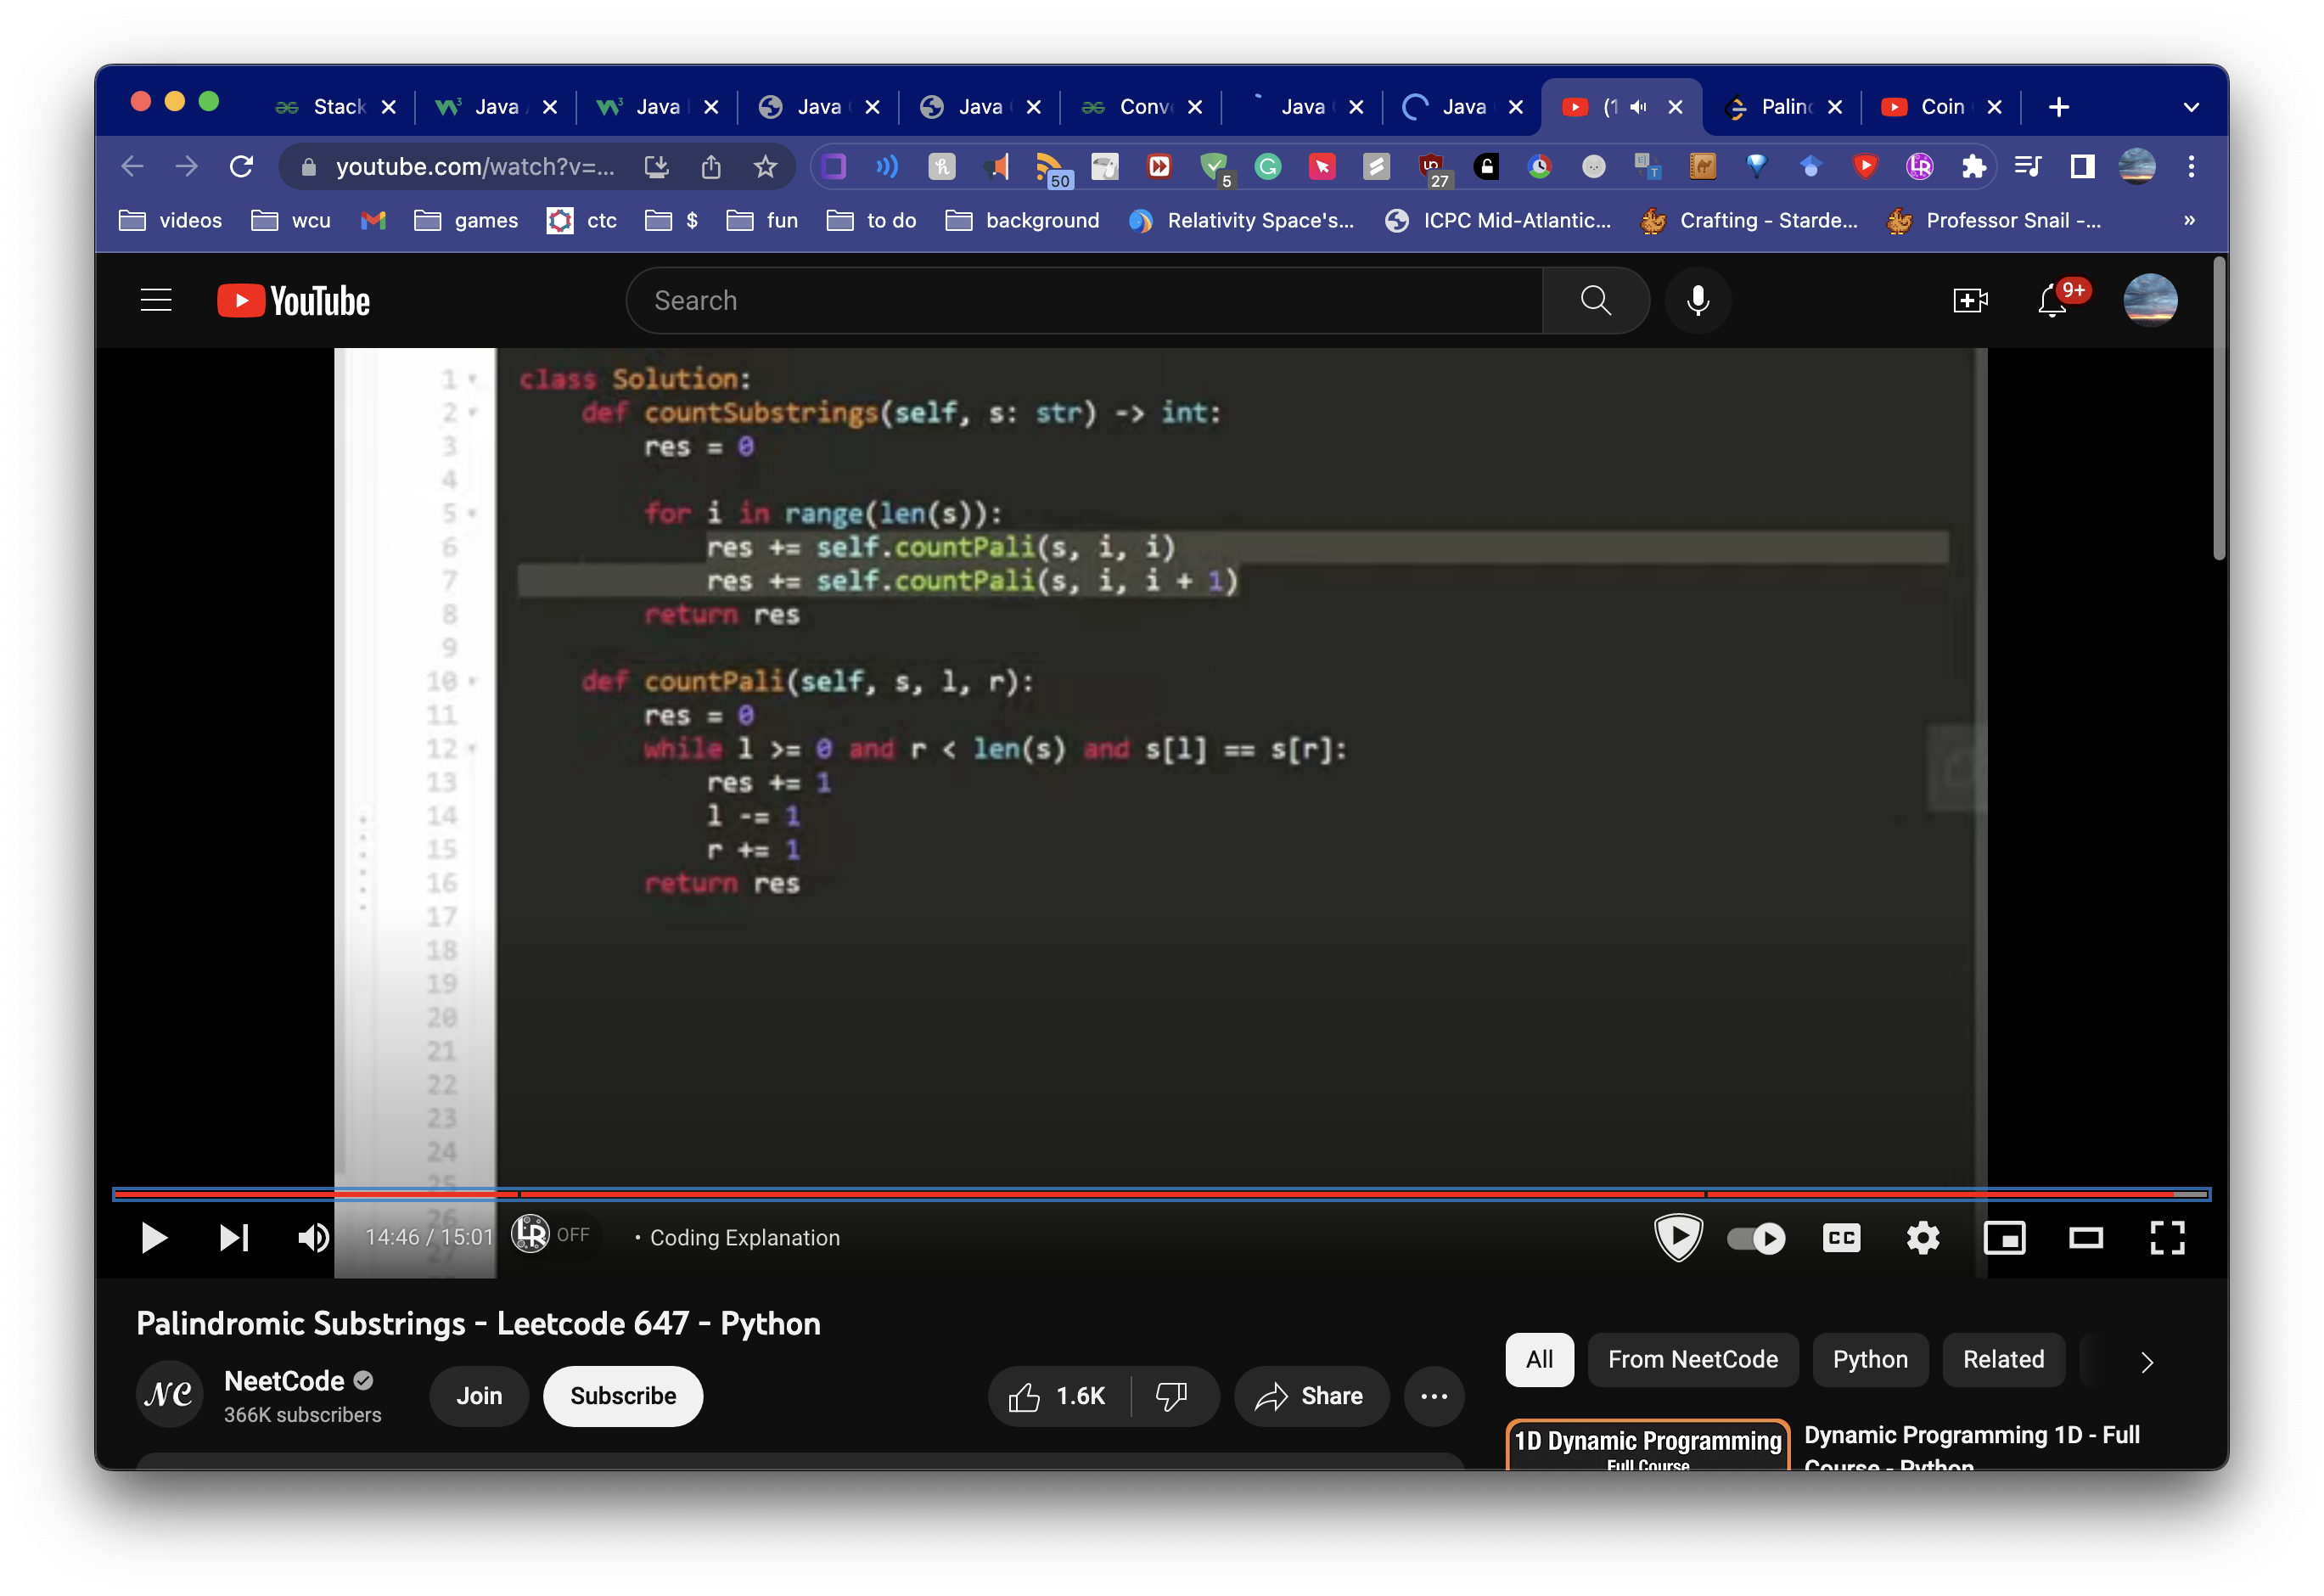 Stack
Java
Java
Java
Java
Conv
Java
Java
(1
Palin
Coin
youtube.com/watch?v=...
50
5
27
videos
wcu
games
ctc
$
fun
to do
background
Relativity Space's...
ICPC Mid-Atlantic...
Crafting - Starde...
Professor Snail -...
»
YouTube
Search
9+
1 class Solution:
2 def countSubstrings(self, s: str) -> int:
3 res = 0
4
5 for i in range(len(s)):
6 res += self.countPali(s, i, i)
7 res += self.countPali(s, i, i + 1)
8 return res
9
10 def countPali(self, s, l, r):
11 res = 0
12 while l >= 0 and r < len(s) and s[l] == s[r]:
13 res += 1
14 l -= 1
15 r += 1
16 return res
17
18
19
20
21
22
23
24
25
26
27
14:46 / 15:01
LR OFF
• Coding Explanation
CC
Palindromic Substrings - Leetcode 647 - Python
NC
NeetCode
366K subscribers
Join
Subscribe
1.6K
Share
All
From NeetCode
Python
Related
1D Dynamic Programming
Full Course
Dynamic Programming 1D - Full
Course - Python